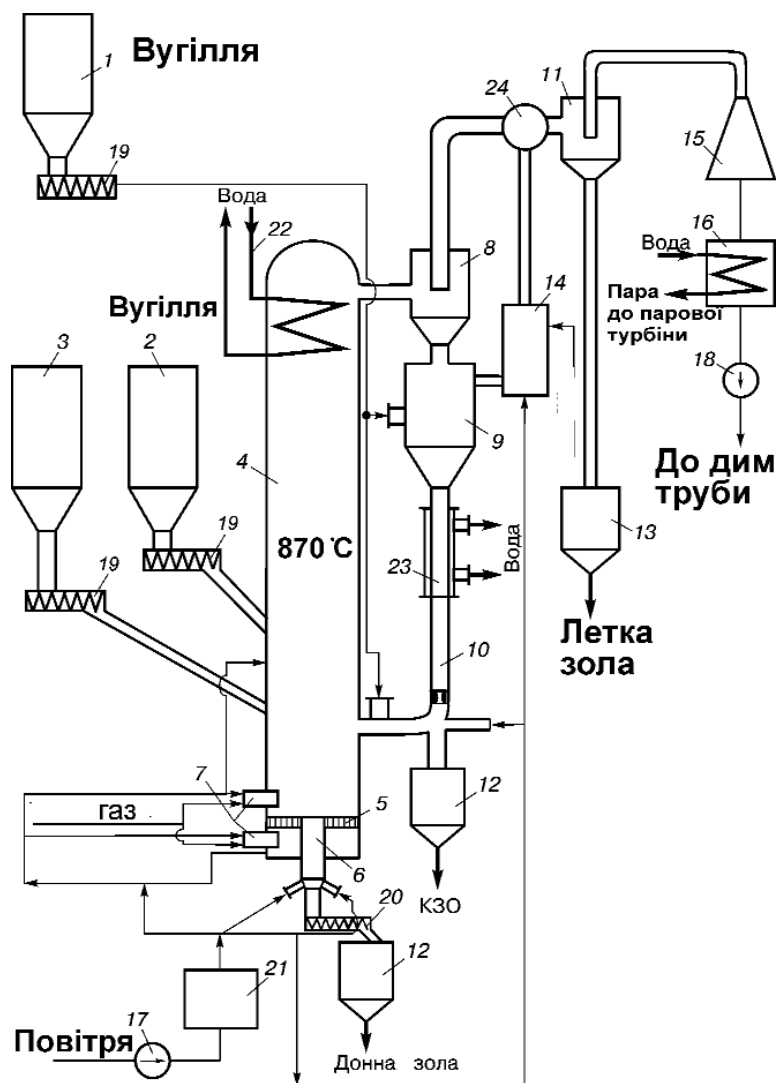 1
Вугілля
24
11
15
19
Вода
22
8
16
Вода
Пара
до парової
турбіни
14
Вугілля
3
2
18
9
4
До дим
труби
870°C
19
13
19
23
Вода
Летка
зола
10
7
5
12
газ
6
КЗО
20
12
21
Повітря
17
Донна зола